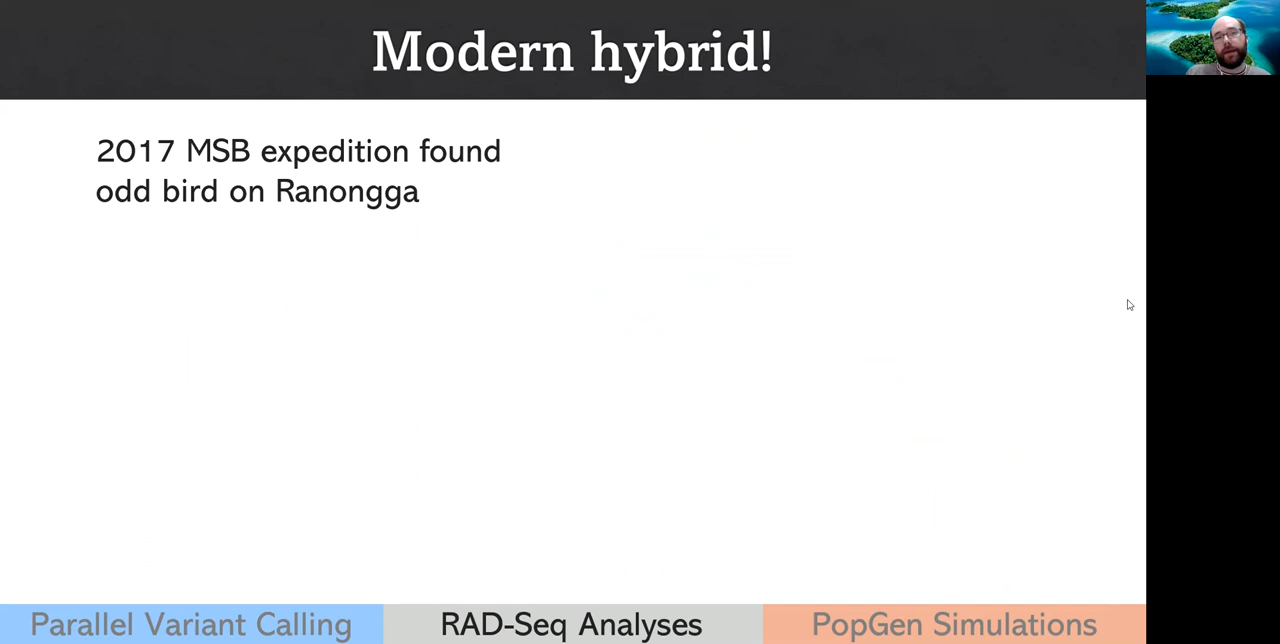 Modern hybrid!
2017 MSB expedition found
odd bird on Ranongga
Parallel Variant Calling
RAD-Seq Analyses
PopGen Simulations